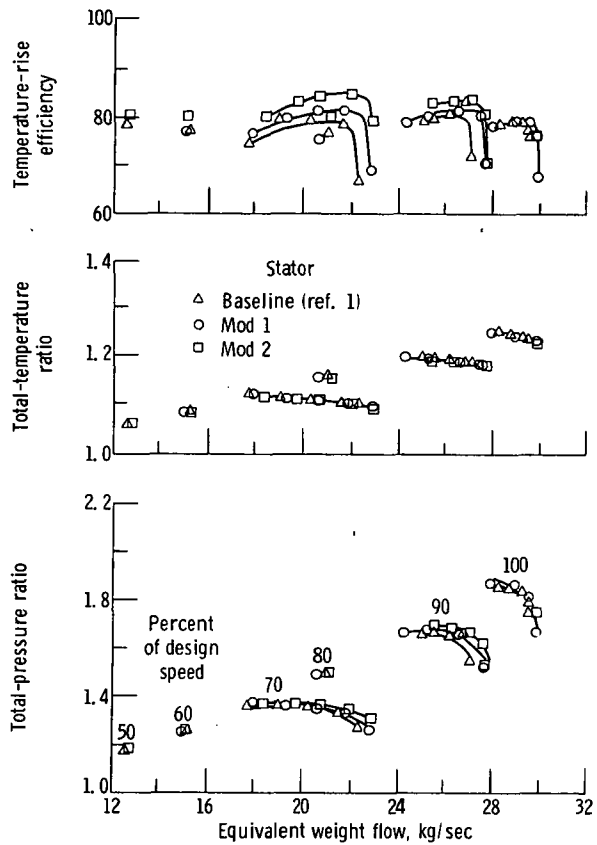 100
80
60
Temperature-rise
efficiency
1.4
1.2
1.0
Total-temperature
ratio
Stator
Baseline (ref. 1)
Mod 1
Mod 2
2.2
1.8
1.4
1.0
Total-pressure ratio
Percent
of design
speed
50
60
70
80
90
100
12
16
20
24
28
32
Equivalent weight flow, kg/sec